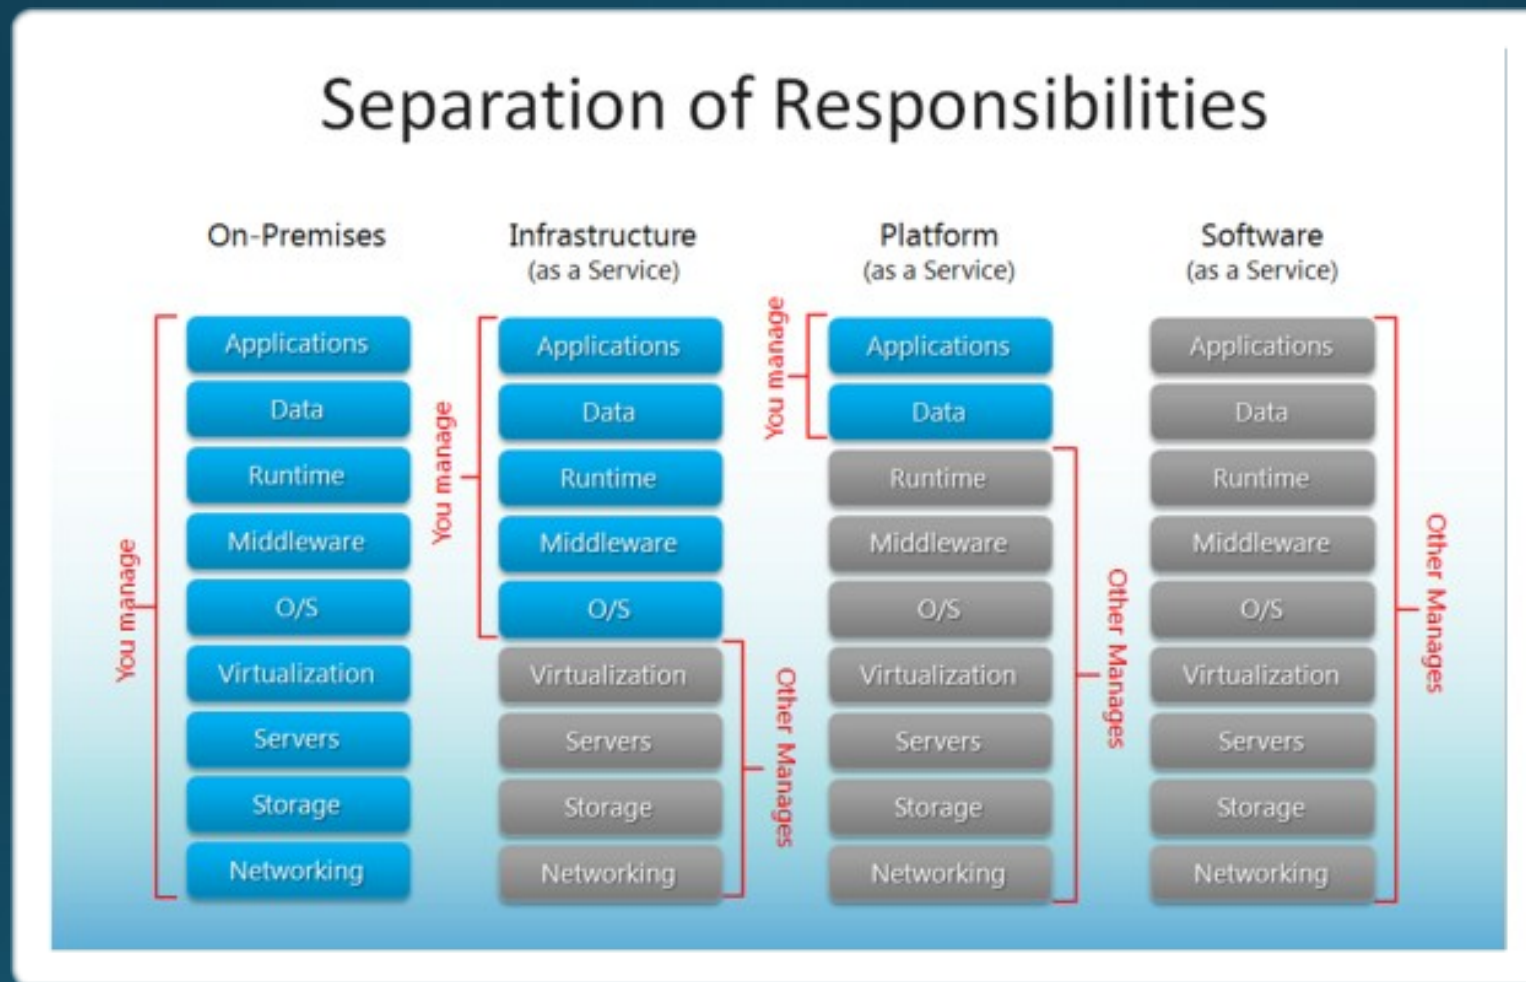 Separation of Responsibilities
On-Premises
You manage
Applications
Data
Runtime
Middleware
O/S
Virtualization
Servers
Storage
Networking
Infrastructure
(as a Service)
You manage
Applications
Data
Runtime
Middleware
O/S
Virtualization
Servers
Storage
Networking
Other Manages
Platform
(as a Service)
You manage
Applications
Data
Runtime
Middleware
O/S
Virtualization
Servers
Storage
Networking
Other Manages
Software
(as a Service)
Applications
Data
Runtime
Middleware
O/S
Virtualization
Servers
Storage
Networking
Other Manages